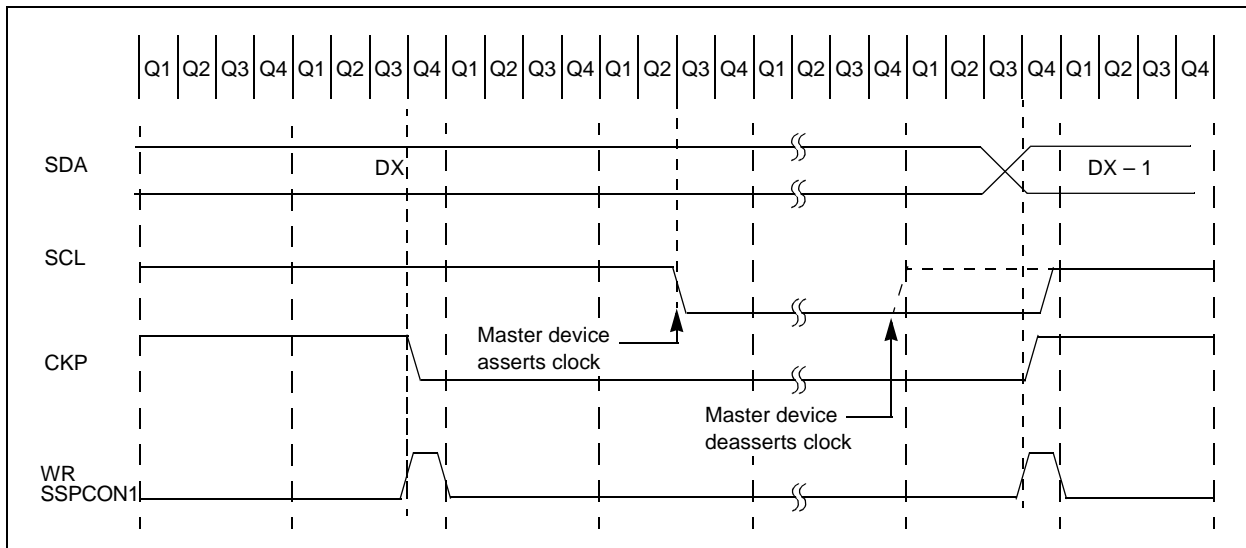 Q1 Q2 Q3 Q4 Q1 Q2 Q3 Q4 Q1 Q2 Q3 Q4 Q1 Q2 Q3 Q4 Q1 Q2 Q3 Q4 Q1 Q2 Q3 Q4 Q1 Q2 Q3 Q4
SDA
DX
DX – 1
SCL
Master device
asserts clock
CKP
Master device
deasserts clock
WR
SSPCON1